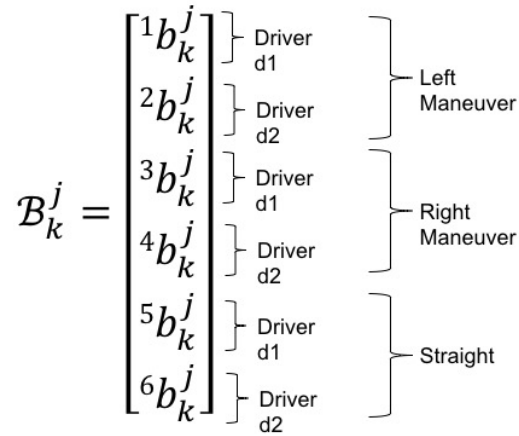 ¹bₖʲ Driver d1
²bₖʲ Driver d2
Left Maneuver
³bₖʲ Driver d1
ℬₖʲ =
⁴bₖʲ Driver d2
Right Maneuver
⁵bₖʲ Driver d1
⁶bₖʲ Driver d2
Straight